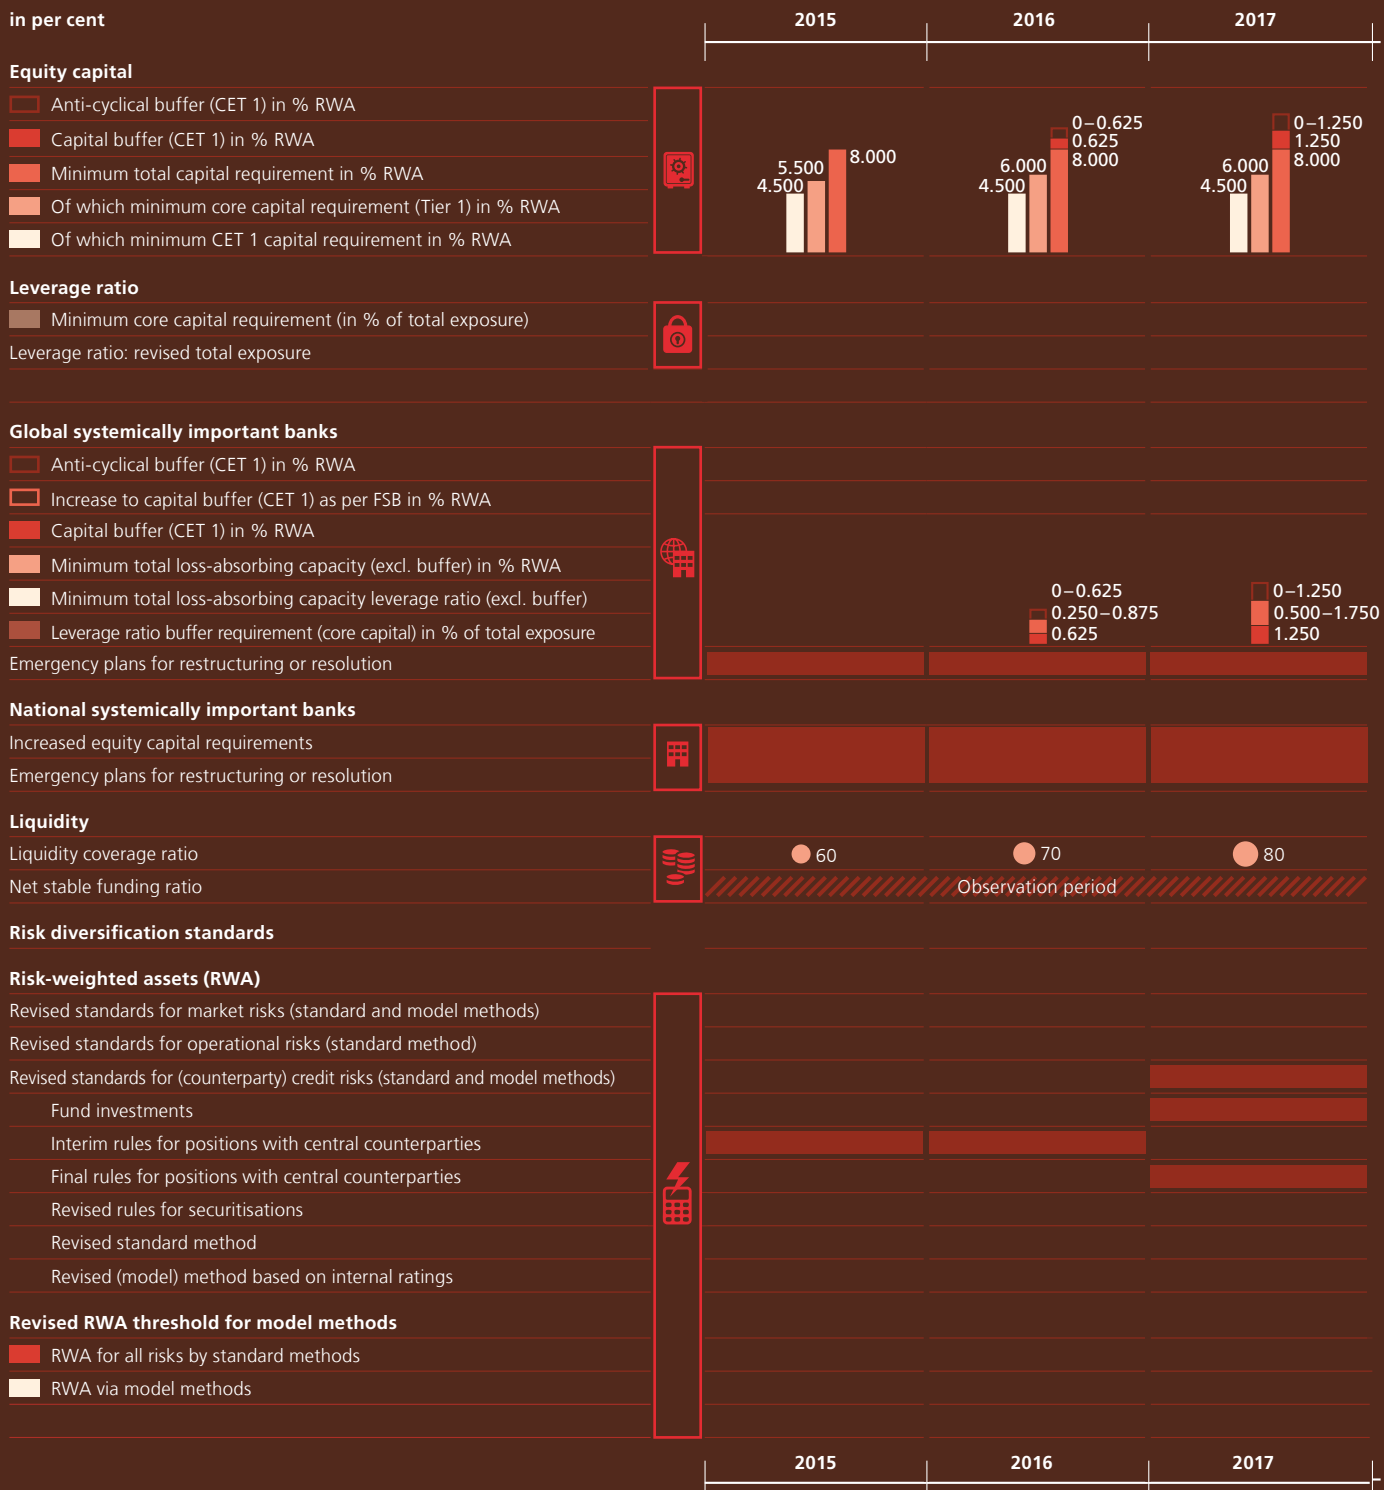 in per cent 2015 2016 2017
Equity capital
Anti-cyclical buffer (CET 1) in % RWA
Capital buffer (CET 1) in % RWA
Minimum total capital requirement in % RWA
Of which minimum core capital requirement (Tier 1) in % RWA
Of which minimum CET 1 capital requirement in % RWA
4.500
5.500
8.000
4.500
6.000
0–0.625
0.625
8.000
4.500
6.000
0–1.250
1.250
8.000
Leverage ratio
Minimum core capital requirement (in % of total exposure)
Leverage ratio: revised total exposure
Global systemically important banks
Anti-cyclical buffer (CET 1) in % RWA
Increase to capital buffer (CET 1) as per FSB in % RWA
Capital buffer (CET 1) in % RWA
Minimum total loss-absorbing capacity (excl. buffer) in % RWA
Minimum total loss-absorbing capacity leverage ratio (excl. buffer)
Leverage ratio buffer requirement (core capital) in % of total exposure
0–0.625
0.250–0.875
0.625
0–1.250
0.500–1.750
1.250
Emergency plans for restructuring or resolution
National systemically important banks
Increased equity capital requirements
Emergency plans for restructuring or resolution
Liquidity
Liquidity coverage ratio 60 70 80
Net stable funding ratio Observation period
Risk diversification standards
Risk-weighted assets (RWA)
Revised standards for market risks (standard and model methods)
Revised standards for operational risks (standard method)
Revised standards for (counterparty) credit risks (standard and model methods)
Fund investments
Interim rules for positions with central counterparties
Final rules for positions with central counterparties
Revised rules for securitisations
Revised standard method
Revised (model) method based on internal ratings
Revised RWA threshold for model methods
RWA for all risks by standard methods
RWA via model methods
2015 2016 2017